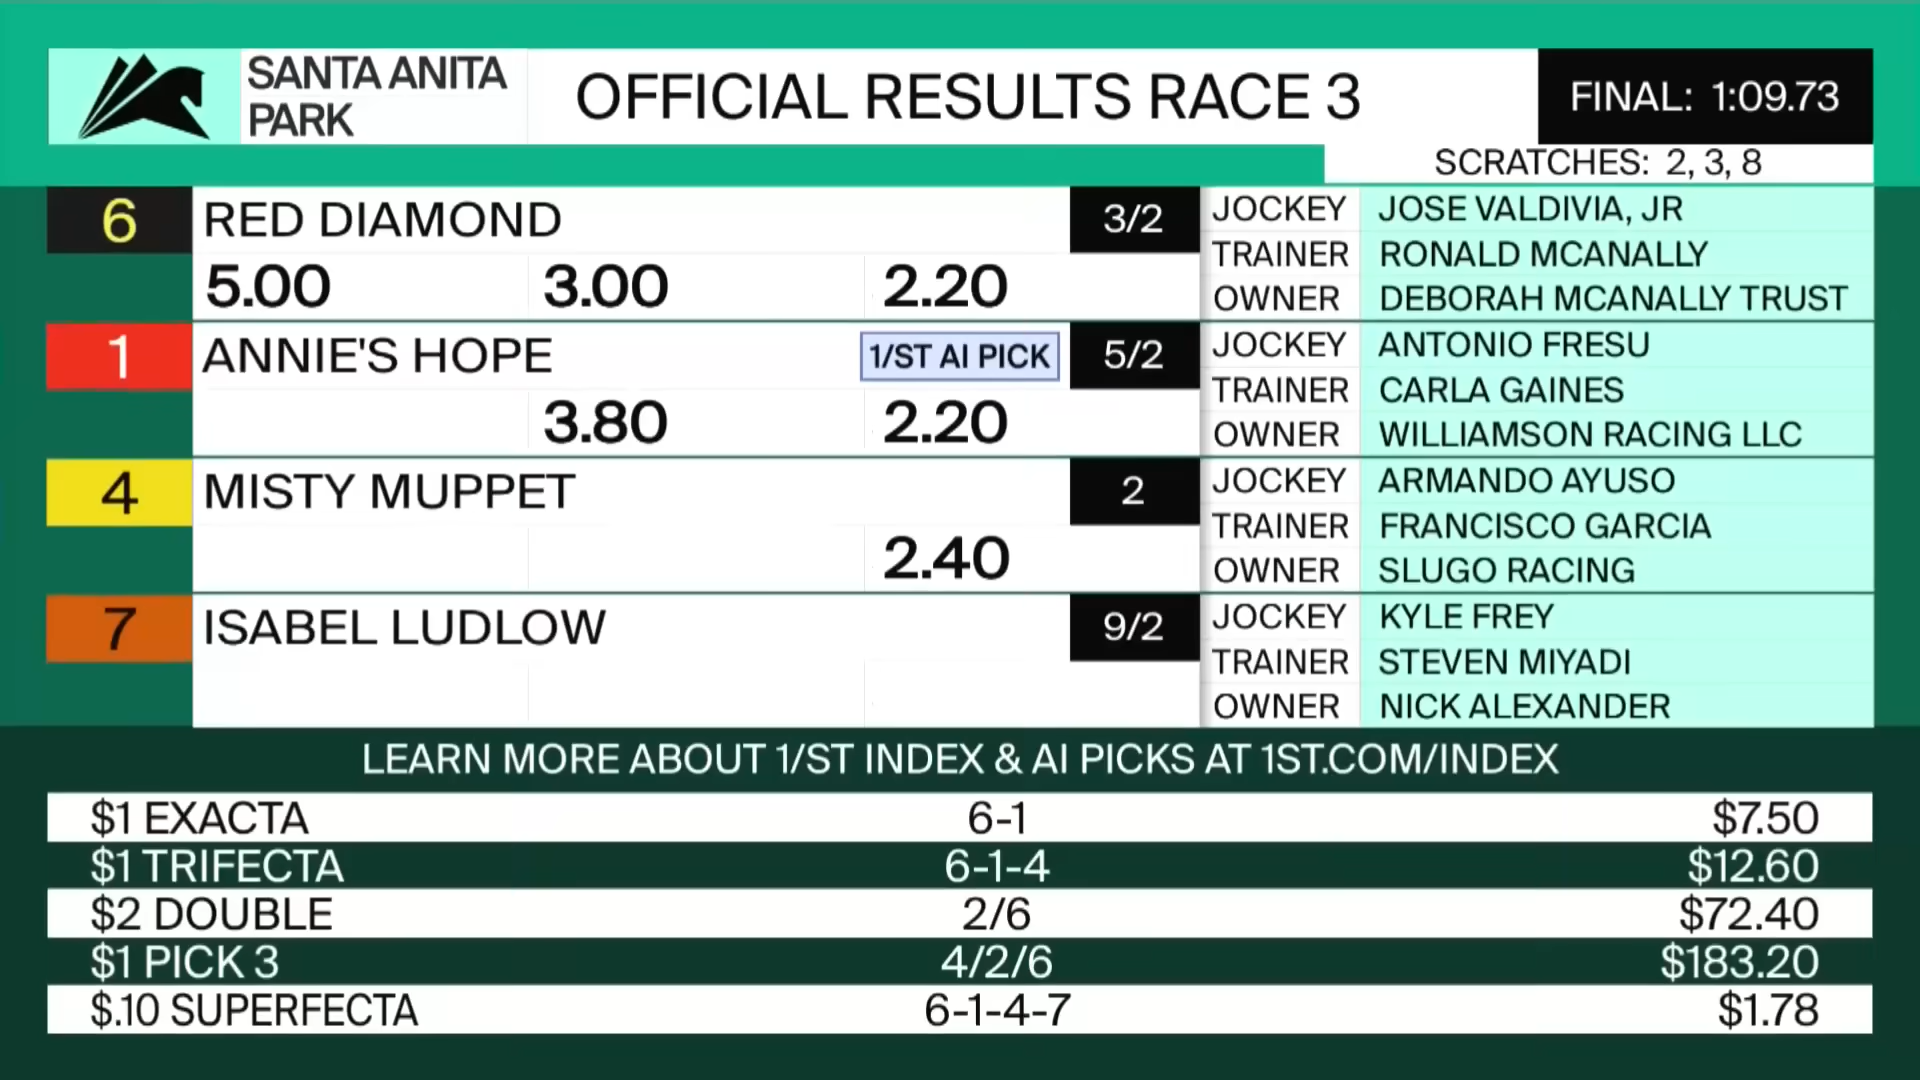 SANTA ANITA PARK
OFFICIAL RESULTS RACE 3
FINAL: 1:09.73
SCRATCHES: 2, 3, 8
6 RED DIAMOND 3/2
5.00 3.00 2.20
JOCKEY JOSE VALDIVIA, JR
TRAINER RONALD MCANALLY
OWNER DEBORAH MCANALLY TRUST
1 ANNIE'S HOPE 1/ST AI PICK 5/2
3.80 2.20
JOCKEY ANTONIO FRESU
TRAINER CARLA GAINES
OWNER WILLIAMSON RACING LLC
4 MISTY MUPPET 2
2.40
JOCKEY ARMANDO AYUSO
TRAINER FRANCISCO GARCIA
OWNER SLUGO RACING
7 ISABEL LUDLOW 9/2
JOCKEY KYLE FREY
TRAINER STEVEN MIYADI
OWNER NICK ALEXANDER
LEARN MORE ABOUT 1/ST INDEX & AI PICKS AT 1ST.COM/INDEX
$1 EXACTA 6-1 $7.50
$1 TRIFECTA 6-1-4 $12.60
$2 DOUBLE 2/6 $72.40
$1 PICK 3 4/2/6 $183.20
$.10 SUPERFECTA 6-1-4-7 $1.78